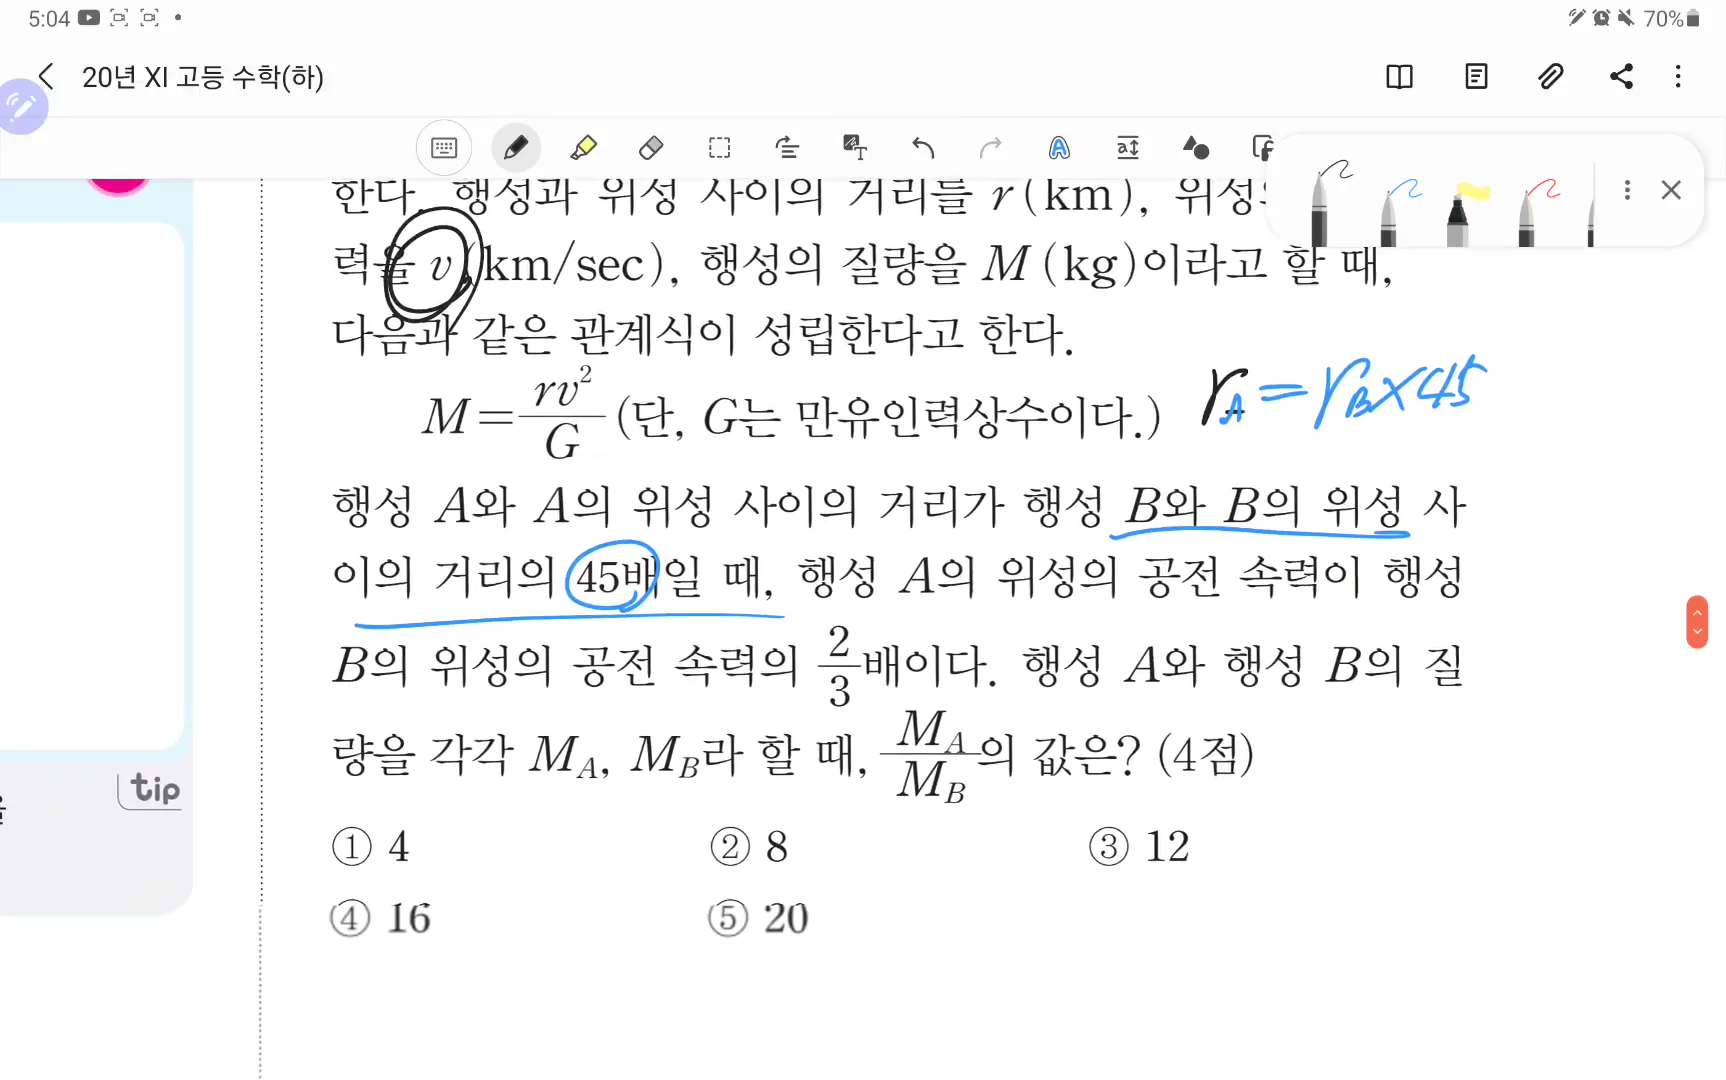 5:04
70%
20년 XI 고등 수학(하)
한다. 행성과 위성 사이의 거리를 r(km), 위성
력을 v(km/sec), 행성의 질량을 M(kg)이라고 할 때,
다음과 같은 관계식이 성립한다고 한다.
M=rv²/G (단, G는 만유인력상수이다.)
r_A = r_B × 45
행성 A와 A의 위성 사이의 거리가 행성 B와 B의 위성 사
이의 거리의 45배일 때, 행성 A의 위성의 공전 속력이 행성
B의 위성의 공전 속력의 2/3배이다. 행성 A와 행성 B의 질
량을 각각 M_A, M_B라 할 때, M_A/M_B의 값은? (4점)
① 4 ② 8 ③ 12
④ 16 ⑤ 20
tip